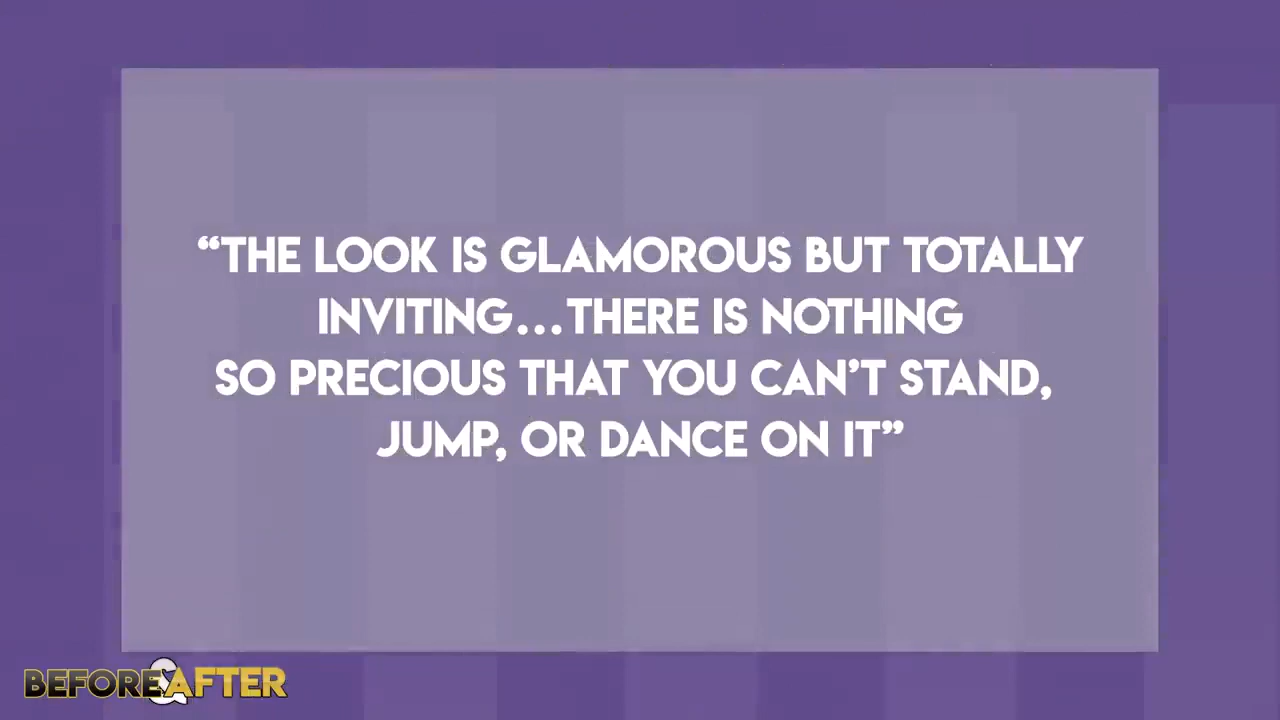 “THE LOOK IS GLAMOROUS BUT TOTALLY
INVITING...THERE IS NOTHING
SO PRECIOUS THAT YOU CAN’T STAND,
JUMP, OR DANCE ON IT”
BEFORE & AFTER